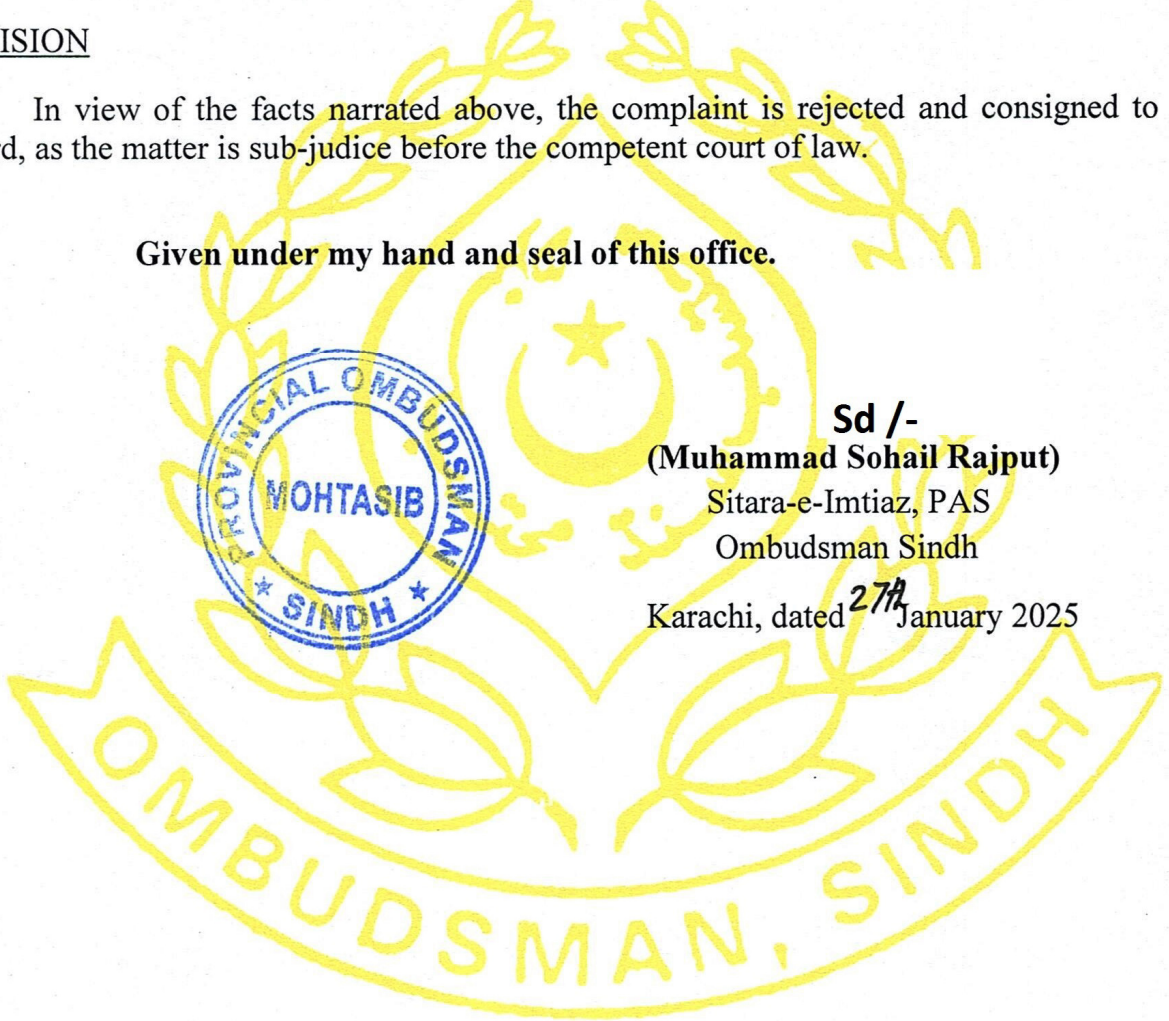 ISION
In view of the facts narrated above, the complaint is rejected and consigned to
rd, as the matter is sub-judice before the competent court of law.
Given under my hand and seal of this office.
PROVINCIAL OMBUDSMAN
MOHTASIB
★ SINDH ★
Sd /-
(Muhammad Sohail Rajput)
Sitara-e-Imtiaz, PAS
Ombudsman Sindh
Karachi, dated 27th January 2025
OMBUDSMAN, SINDH